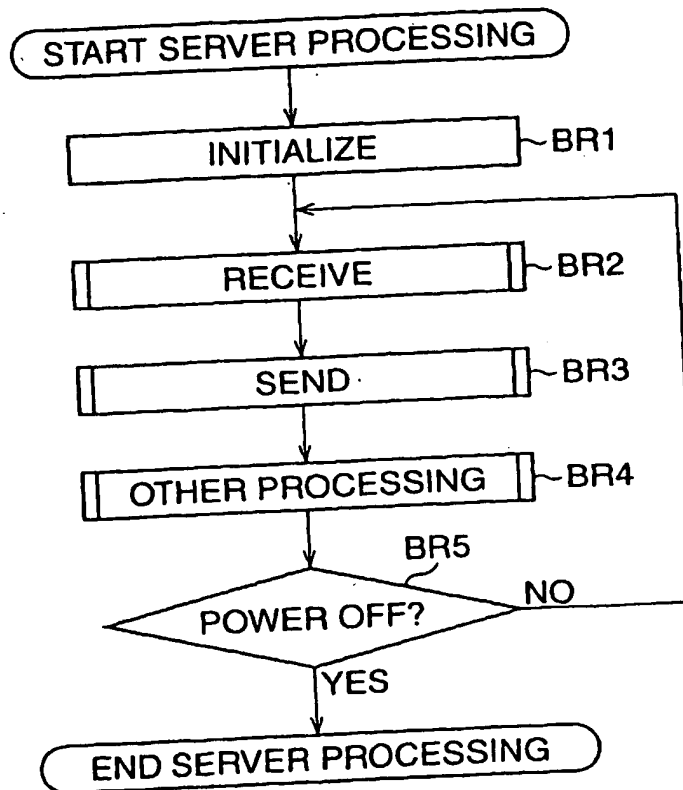 START SERVER PROCESSING
INITIALIZE
BR1
RECEIVE
BR2
SEND
BR3
OTHER PROCESSING
BR4
BR5
POWER OFF?
NO
YES
END SERVER PROCESSING